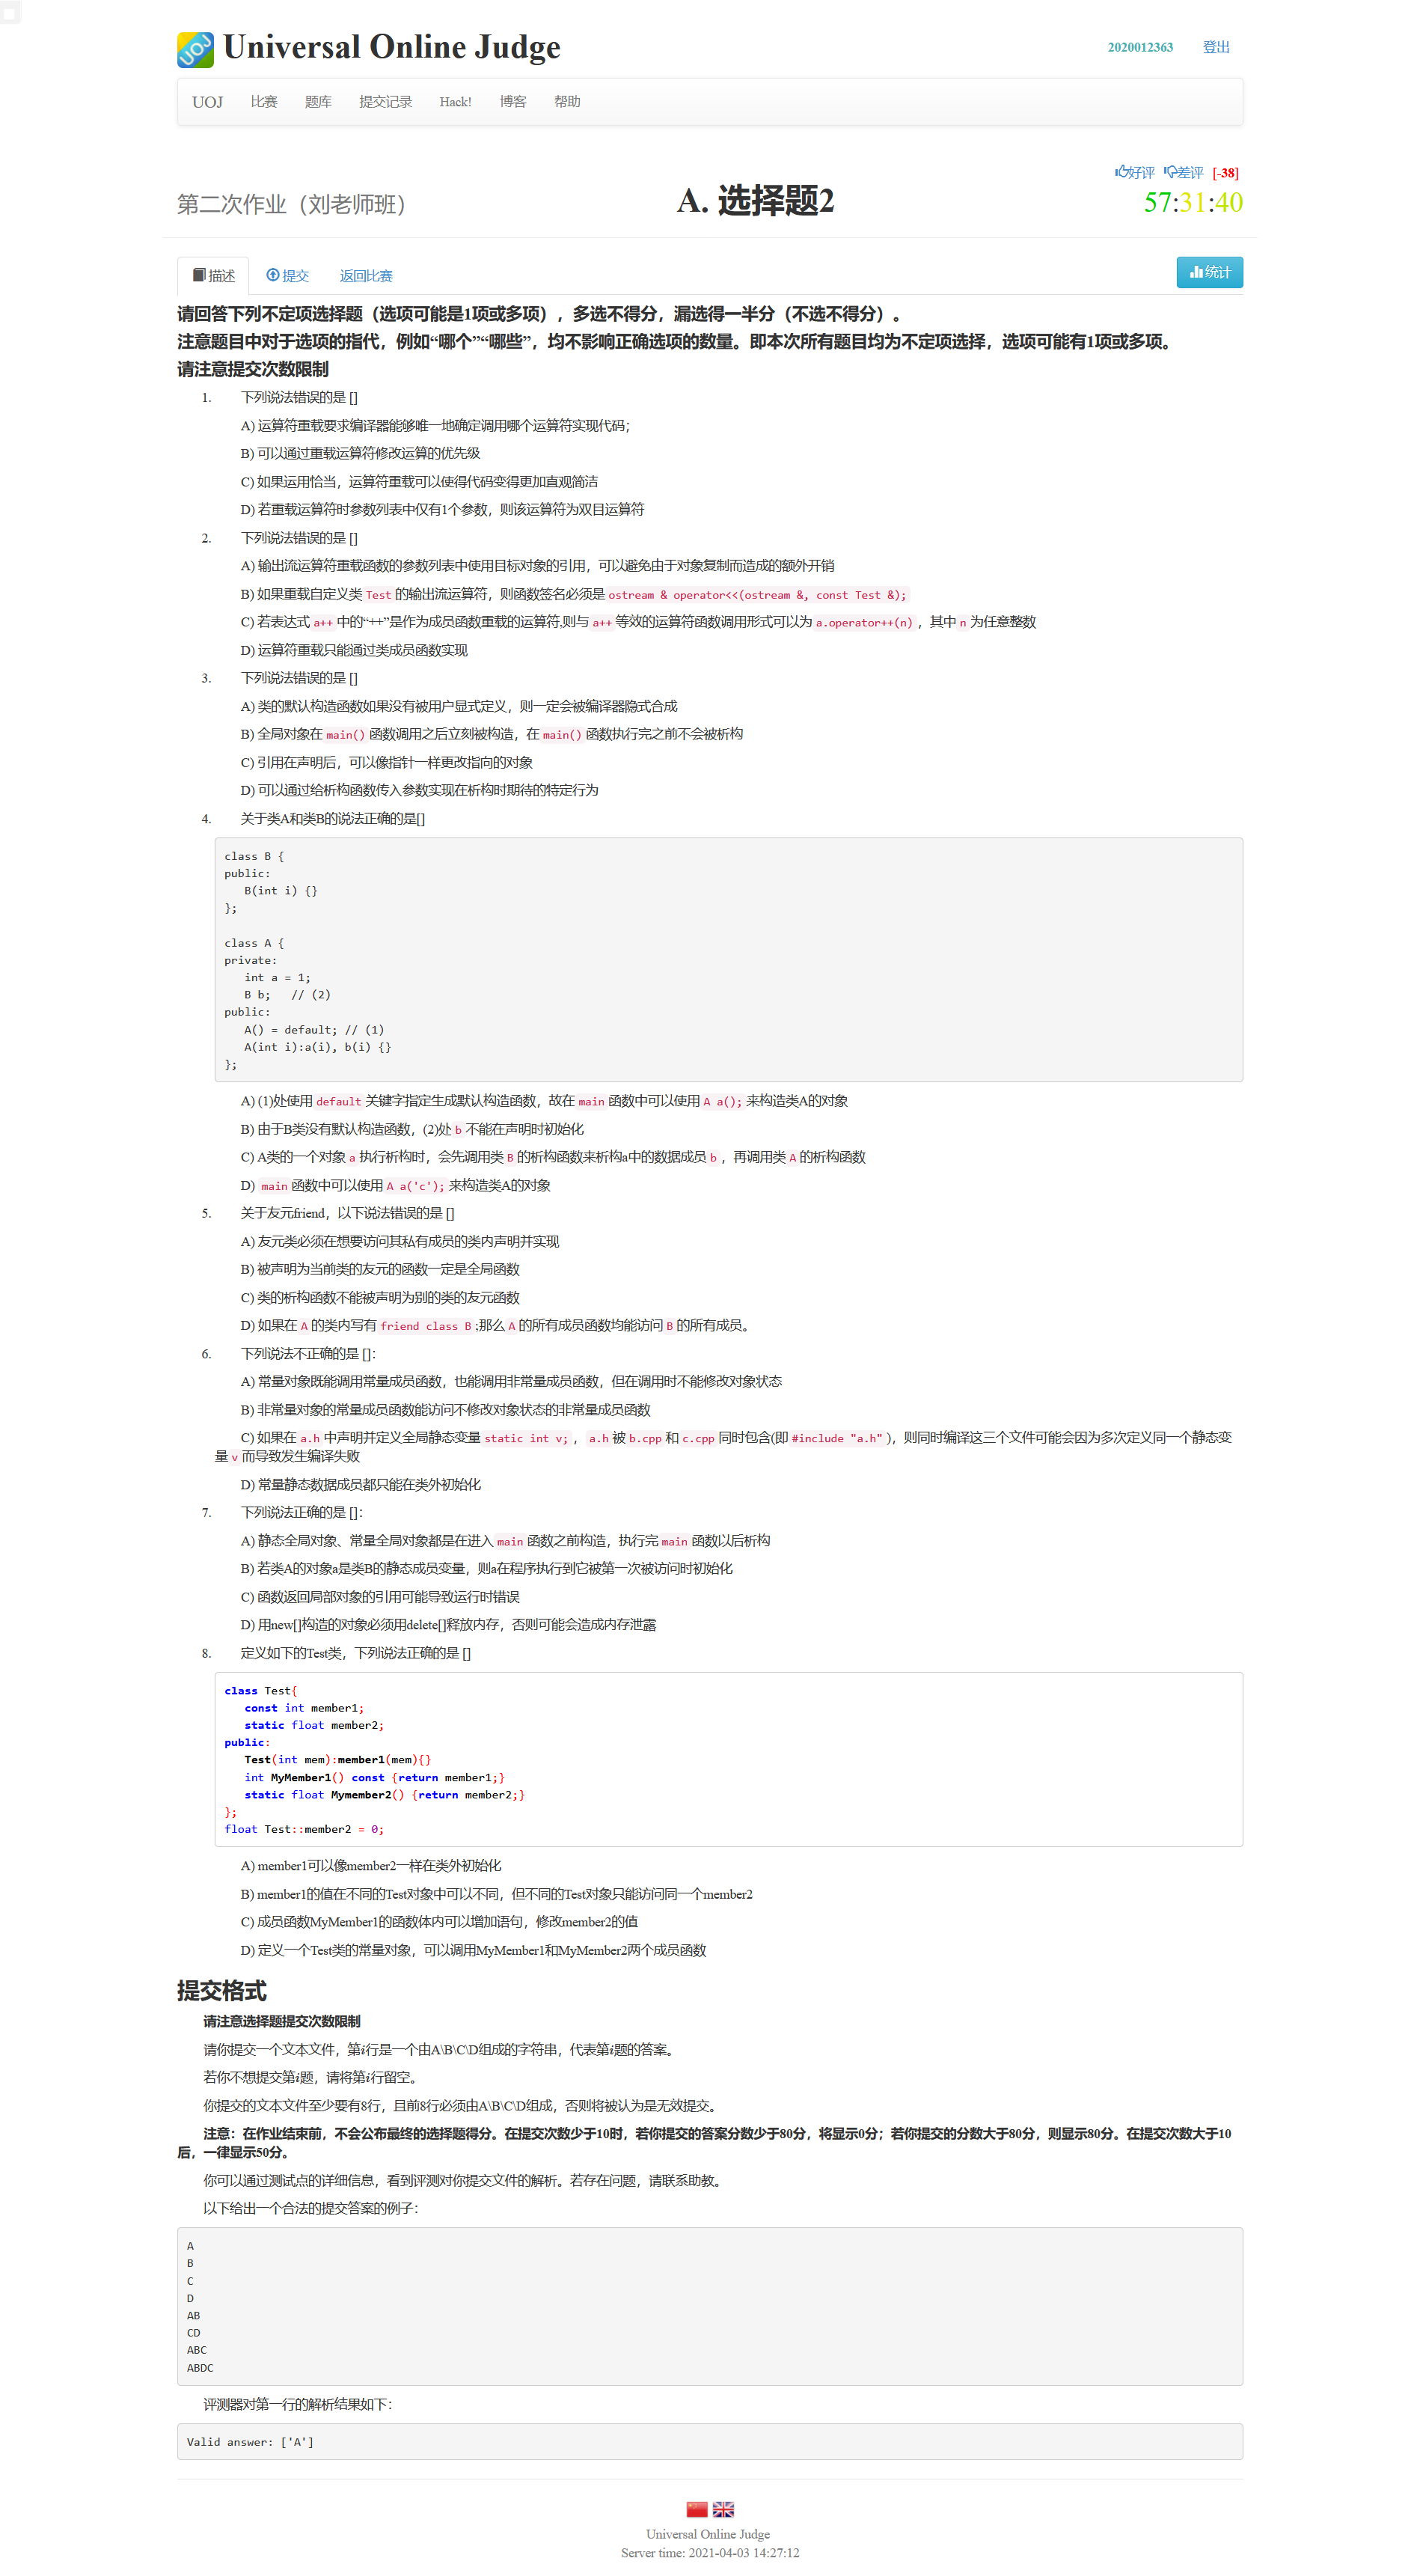 UOJ
Universal Online Judge
2020012363 登出
UOJ 比赛 题库 提交记录 Hack! 博客 帮助
好评 差评 [-38]
第二次作业（刘老师班）
A. 选择题2
57:31:40
描述 提交 返回比赛 统计
请回答下列不定项选择题（选项可能是1项或多项），多选不得分，漏选得一半分（不选不得分）。
注意题目中对于选项的指代，例如“哪个”“哪些”，均不影响正确选项的数量。即本次所有题目均为不定项选择，选项可能有1项或多项。
请注意提交次数限制
1. 下列说法错误的是 []
A) 运算符重载要求编译器能够唯一地确定调用哪个运算符实现代码；
B) 可以通过重载运算符修改运算的优先级
C) 如果运用恰当，运算符重载可以使得代码变得更加直观简洁
D) 若重载运算符时参数列表中仅有1个参数，则该运算符为双目运算符
2. 下列说法错误的是 []
A) 输出流运算符重载函数的参数列表中使用目标对象的引用，可以避免由于对象复制而造成的额外开销
B) 如果重载自定义类 Test 的输出流运算符，则函数签名必须是 ostream & operator<<(ostream &, const Test &);
C) 若表达式 a++ 中的“++”是作为成员函数重载的运算符,则与 a++ 等效的运算符函数调用形式可以为 a.operator++(n) ，其中 n 为任意整数
D) 运算符重载只能通过类成员函数实现
3. 下列说法错误的是 []
A) 类的默认构造函数如果没有被用户显式定义，则一定会被编译器隐式合成
B) 全局对象在 main() 函数调用之后立刻被构造，在 main() 函数执行完之前不会被析构
C) 引用在声明后，可以像指针一样更改指向的对象
D) 可以通过给析构函数传入参数实现在析构时期待的特定行为
4. 关于类A和类B的说法正确的是[]
class B {
public:
B(int i) {}
};
class A {
private:
int a = 1;
B b; // (2)
public:
A() = default; // (1)
A(int i):a(i), b(i) {}
};
A) (1)处使用 default 关键字指定生成默认构造函数，故在 main 函数中可以使用 A a(); 来构造类A的对象
B) 由于B类没有默认构造函数，(2)处 b 不能在声明时初始化
C) A类的一个对象 a 执行析构时，会先调用类 B 的析构函数来析构a中的数据成员 b ，再调用类 A 的析构函数
D) main 函数中可以使用 A a('c'); 来构造类A的对象
5. 关于友元friend，以下说法错误的是 []
A) 友元类必须在想要访问其私有成员的类内声明并实现
B) 被声明为当前类的友元的函数一定是全局函数
C) 类的析构函数不能被声明为别的类的友元函数
D) 如果在 A 的类内写有 friend class B ;那么 A 的所有成员函数均能访问 B 的所有成员。
6. 下列说法不正确的是 []：
A) 常量对象既能调用常量成员函数，也能调用非常量成员函数，但在调用时不能修改对象状态
B) 非常量对象的常量成员函数能访问不修改对象状态的非常量成员函数
C) 如果在 a.h 中声明并定义全局静态变量 static int v; ， a.h 被 b.cpp 和 c.cpp 同时包含(即 #include "a.h" )，则同时编译这三个文件可能会因为多次定义同一个静态变
量 v 而导致发生编译失败
D) 常量静态数据成员都只能在类外初始化
7. 下列说法正确的是 []：
A) 静态全局对象、常量全局对象都是在进入 main 函数之前构造，执行完 main 函数以后析构
B) 若类A的对象a是类B的静态成员变量，则a在程序执行到它被第一次被访问时初始化
C) 函数返回局部对象的引用可能导致运行时错误
D) 用new[]构造的对象必须用delete[]释放内存，否则可能会造成内存泄露
8. 定义如下的Test类，下列说法正确的是 []
class Test{
const int member1;
static float member2;
public:
Test(int mem):member1(mem){}
int MyMember1() const {return member1;}
static float Mymember2() {return member2;}
};
float Test::member2 = 0;
A) member1可以像member2一样在类外初始化
B) member1的值在不同的Test对象中可以不同，但不同的Test对象只能访问同一个member2
C) 成员函数MyMember1的函数体内可以增加语句，修改member2的值
D) 定义一个Test类的常量对象，可以调用MyMember1和MyMember2两个成员函数
提交格式
请注意选择题提交次数限制
请你提交一个文本文件，第i行是一个由A\B\C\D组成的字符串，代表第i题的答案。
若你不想提交第i题，请将第i行留空。
你提交的文本文件至少要有8行，且前8行必须由A\B\C\D组成，否则将被认为是无效提交。
注意：在作业结束前，不会公布最终的选择题得分。在提交次数少于10时，若你提交的答案分数少于80分，将显示0分；若你提交的分数大于80分，则显示80分。在提交次数大于10
后，一律显示50分。
你可以通过测试点的详细信息，看到评测对你提交文件的解析。若存在问题，请联系助教。
以下给出一个合法的提交答案的例子：
A
B
C
D
AB
CD
ABC
ABDC
评测器对第一行的解析结果如下：
Valid answer: ['A']
Universal Online Judge
Server time: 2021-04-03 14:27:12